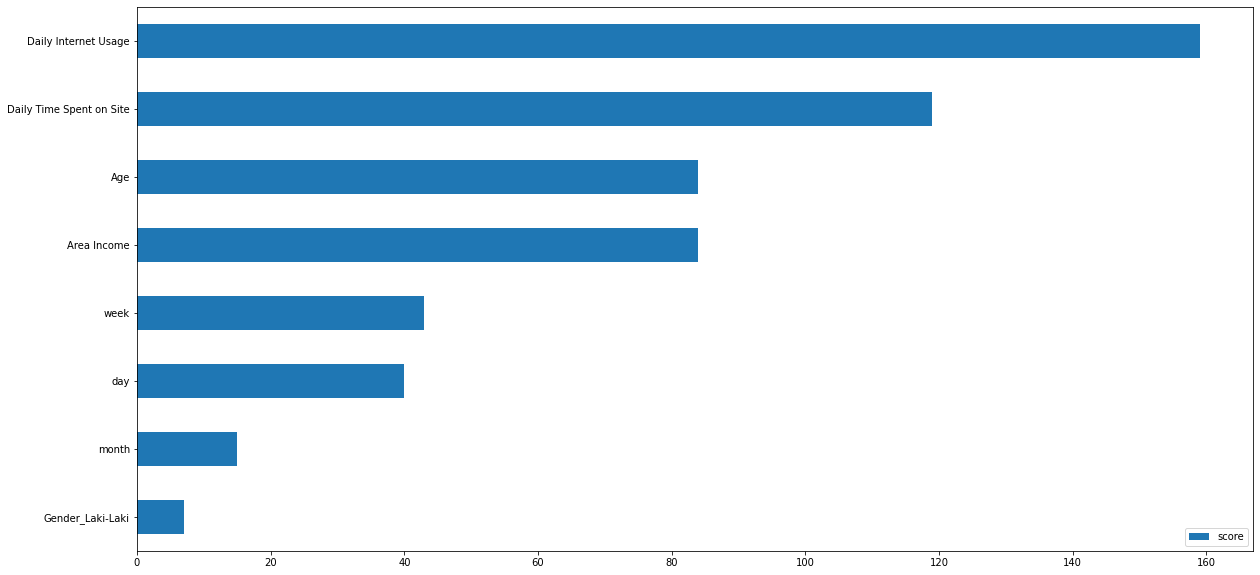 Daily Internet Usage
Daily Time Spent on Site
Age
Area Income
week
day
month
Gender_Laki-Laki
score
0 20 40 60 80 100 120 140 160